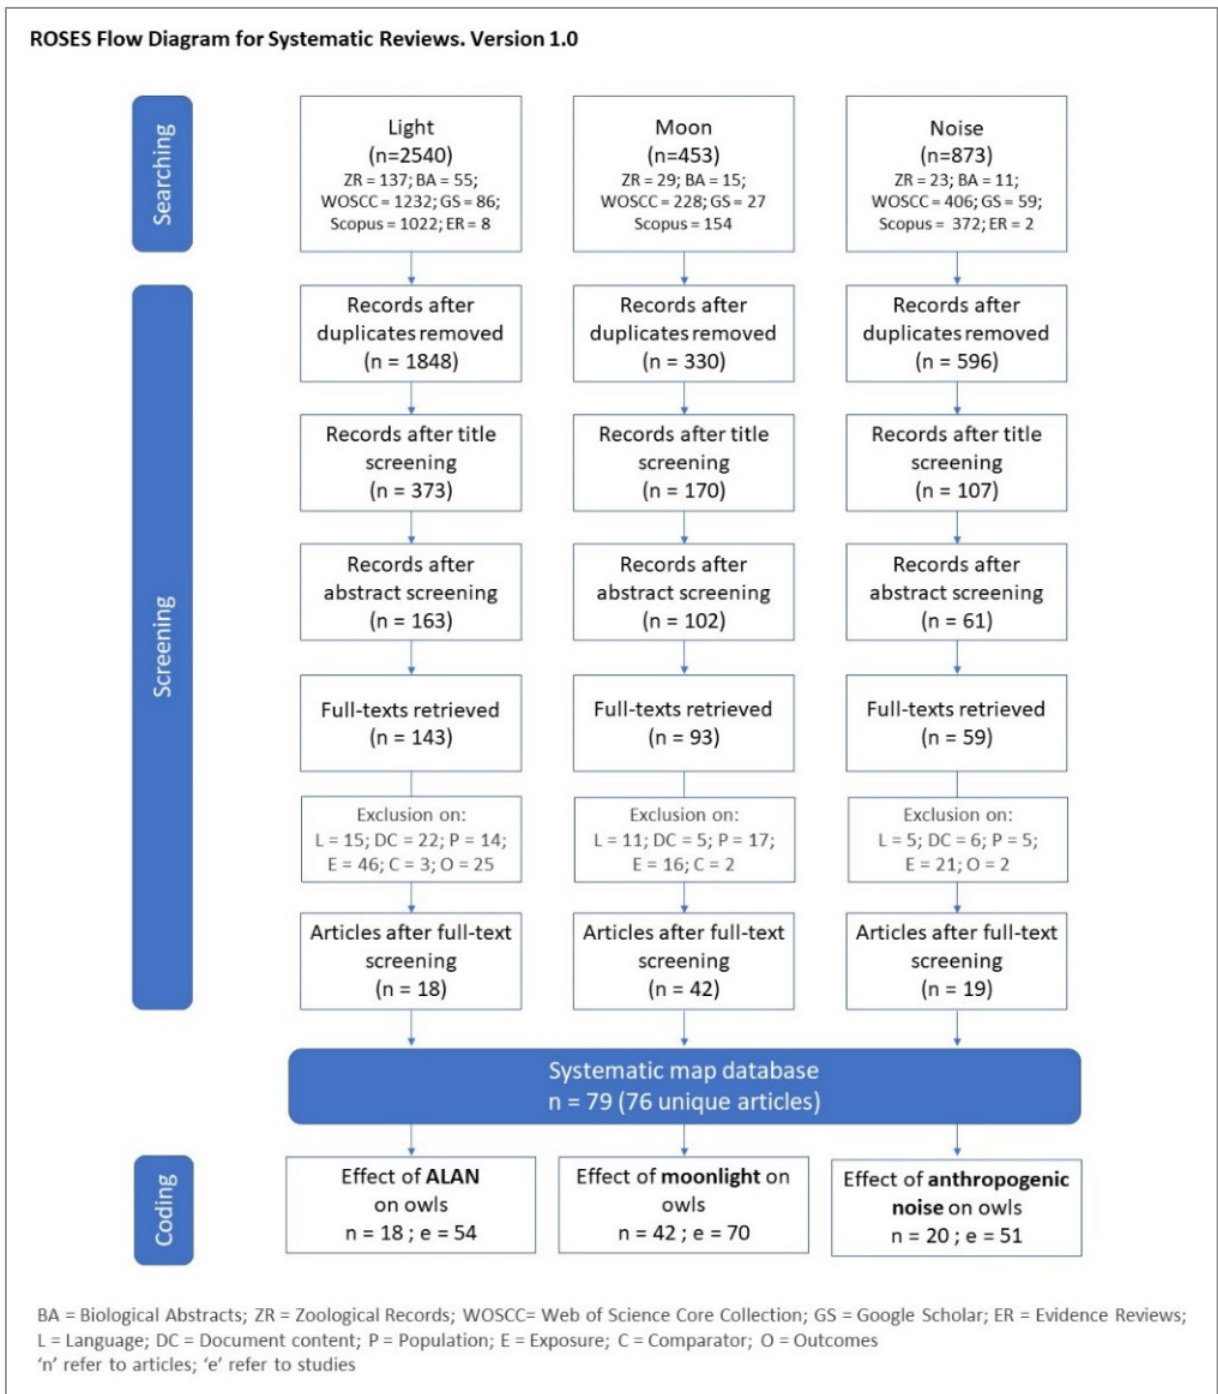 ROSES Flow Diagram for Systematic Reviews. Version 1.0
Searching
Light
(n=2540)
ZR = 137; BA = 55;
WOSCC = 1232; GS = 86;
Scopus = 1022; ER = 8
Moon
(n=453)
ZR = 29; BA = 15;
WOSCC = 228; GS = 27
Scopus = 154
Noise
(n=873)
ZR = 23; BA = 11;
WOSCC = 406; GS = 59;
Scopus = 372; ER = 2
Screening
Records after
duplicates removed
(n = 1848)
Records after
duplicates removed
(n = 330)
Records after
duplicates removed
(n = 596)
Records after title
screening
(n = 373)
Records after title
screening
(n = 170)
Records after title
screening
(n = 107)
Records after
abstract screening
(n = 163)
Records after
abstract screening
(n = 102)
Records after
abstract screening
(n = 61)
Full-texts retrieved
(n = 143)
Full-texts retrieved
(n = 93)
Full-texts retrieved
(n = 59)
Exclusion on:
L = 15; DC = 22; P = 14;
E = 46; C = 3; O = 25
Exclusion on:
L = 11; DC = 5; P = 17;
E = 16; C = 2
Exclusion on:
L = 5; DC = 6; P = 5;
E = 21; O = 2
Articles after full-text
screening
(n = 18)
Articles after full-text
screening
(n = 42)
Articles after full-text
screening
(n = 19)
Systematic map database
n = 79 (76 unique articles)
Coding
Effect of ALAN
on owls
n = 18 ; e = 54
Effect of moonlight on
owls
n = 42 ; e = 70
Effect of anthropogenic
noise on owls
n = 20 ; e = 51
BA = Biological Abstracts; ZR = Zoological Records; WOSCC= Web of Science Core Collection; GS = Google Scholar; ER = Evidence Reviews;
L = Language; DC = Document content; P = Population; E = Exposure; C = Comparator; O = Outcomes
'n' refer to articles; 'e' refer to studies